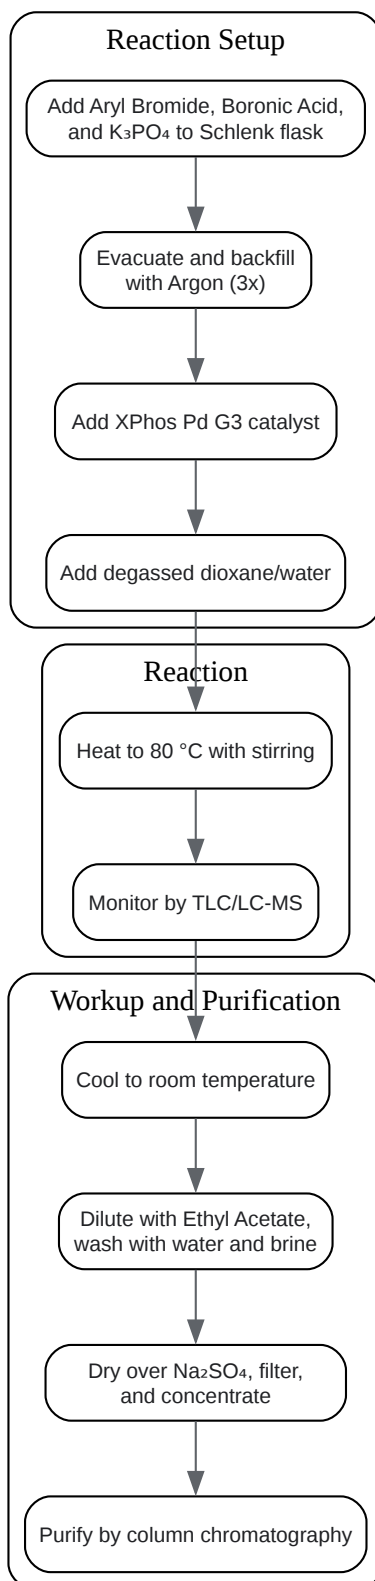 Reaction Setup
Add Aryl Bromide, Boronic Acid,
and K₃PO₄ to Schlenk flask
Evacuate and backfill
with Argon (3x)
Add XPhos Pd G3 catalyst
Add degassed dioxane/water
Reaction
Heat to 80 °C with stirring
Monitor by TLC/LC-MS
Workup and Purification
Cool to room temperature
Dilute with Ethyl Acetate,
wash with water and brine
Dry over Na₂SO₄, filter,
and concentrate
Purify by column chromatography